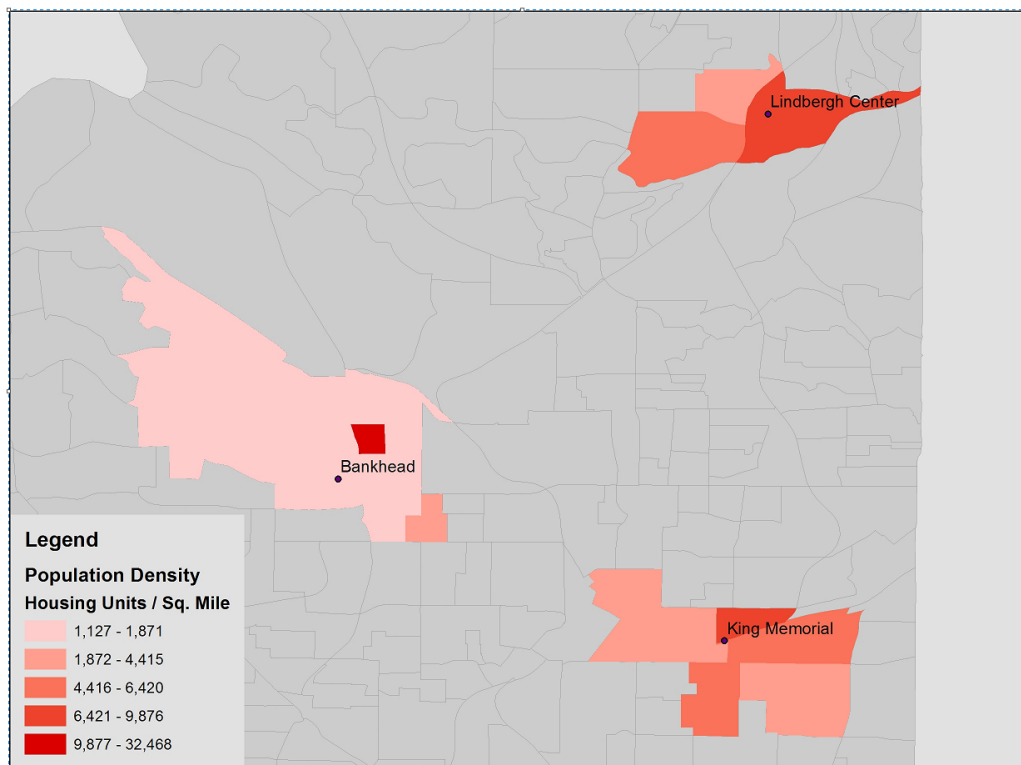 Lindbergh Center
Bankhead
King Memorial
Legend
Population Density
Housing Units / Sq. Mile
1,127 - 1,871
1,872 - 4,415
4,416 - 6,420
6,421 - 9,876
9,877 - 32,468